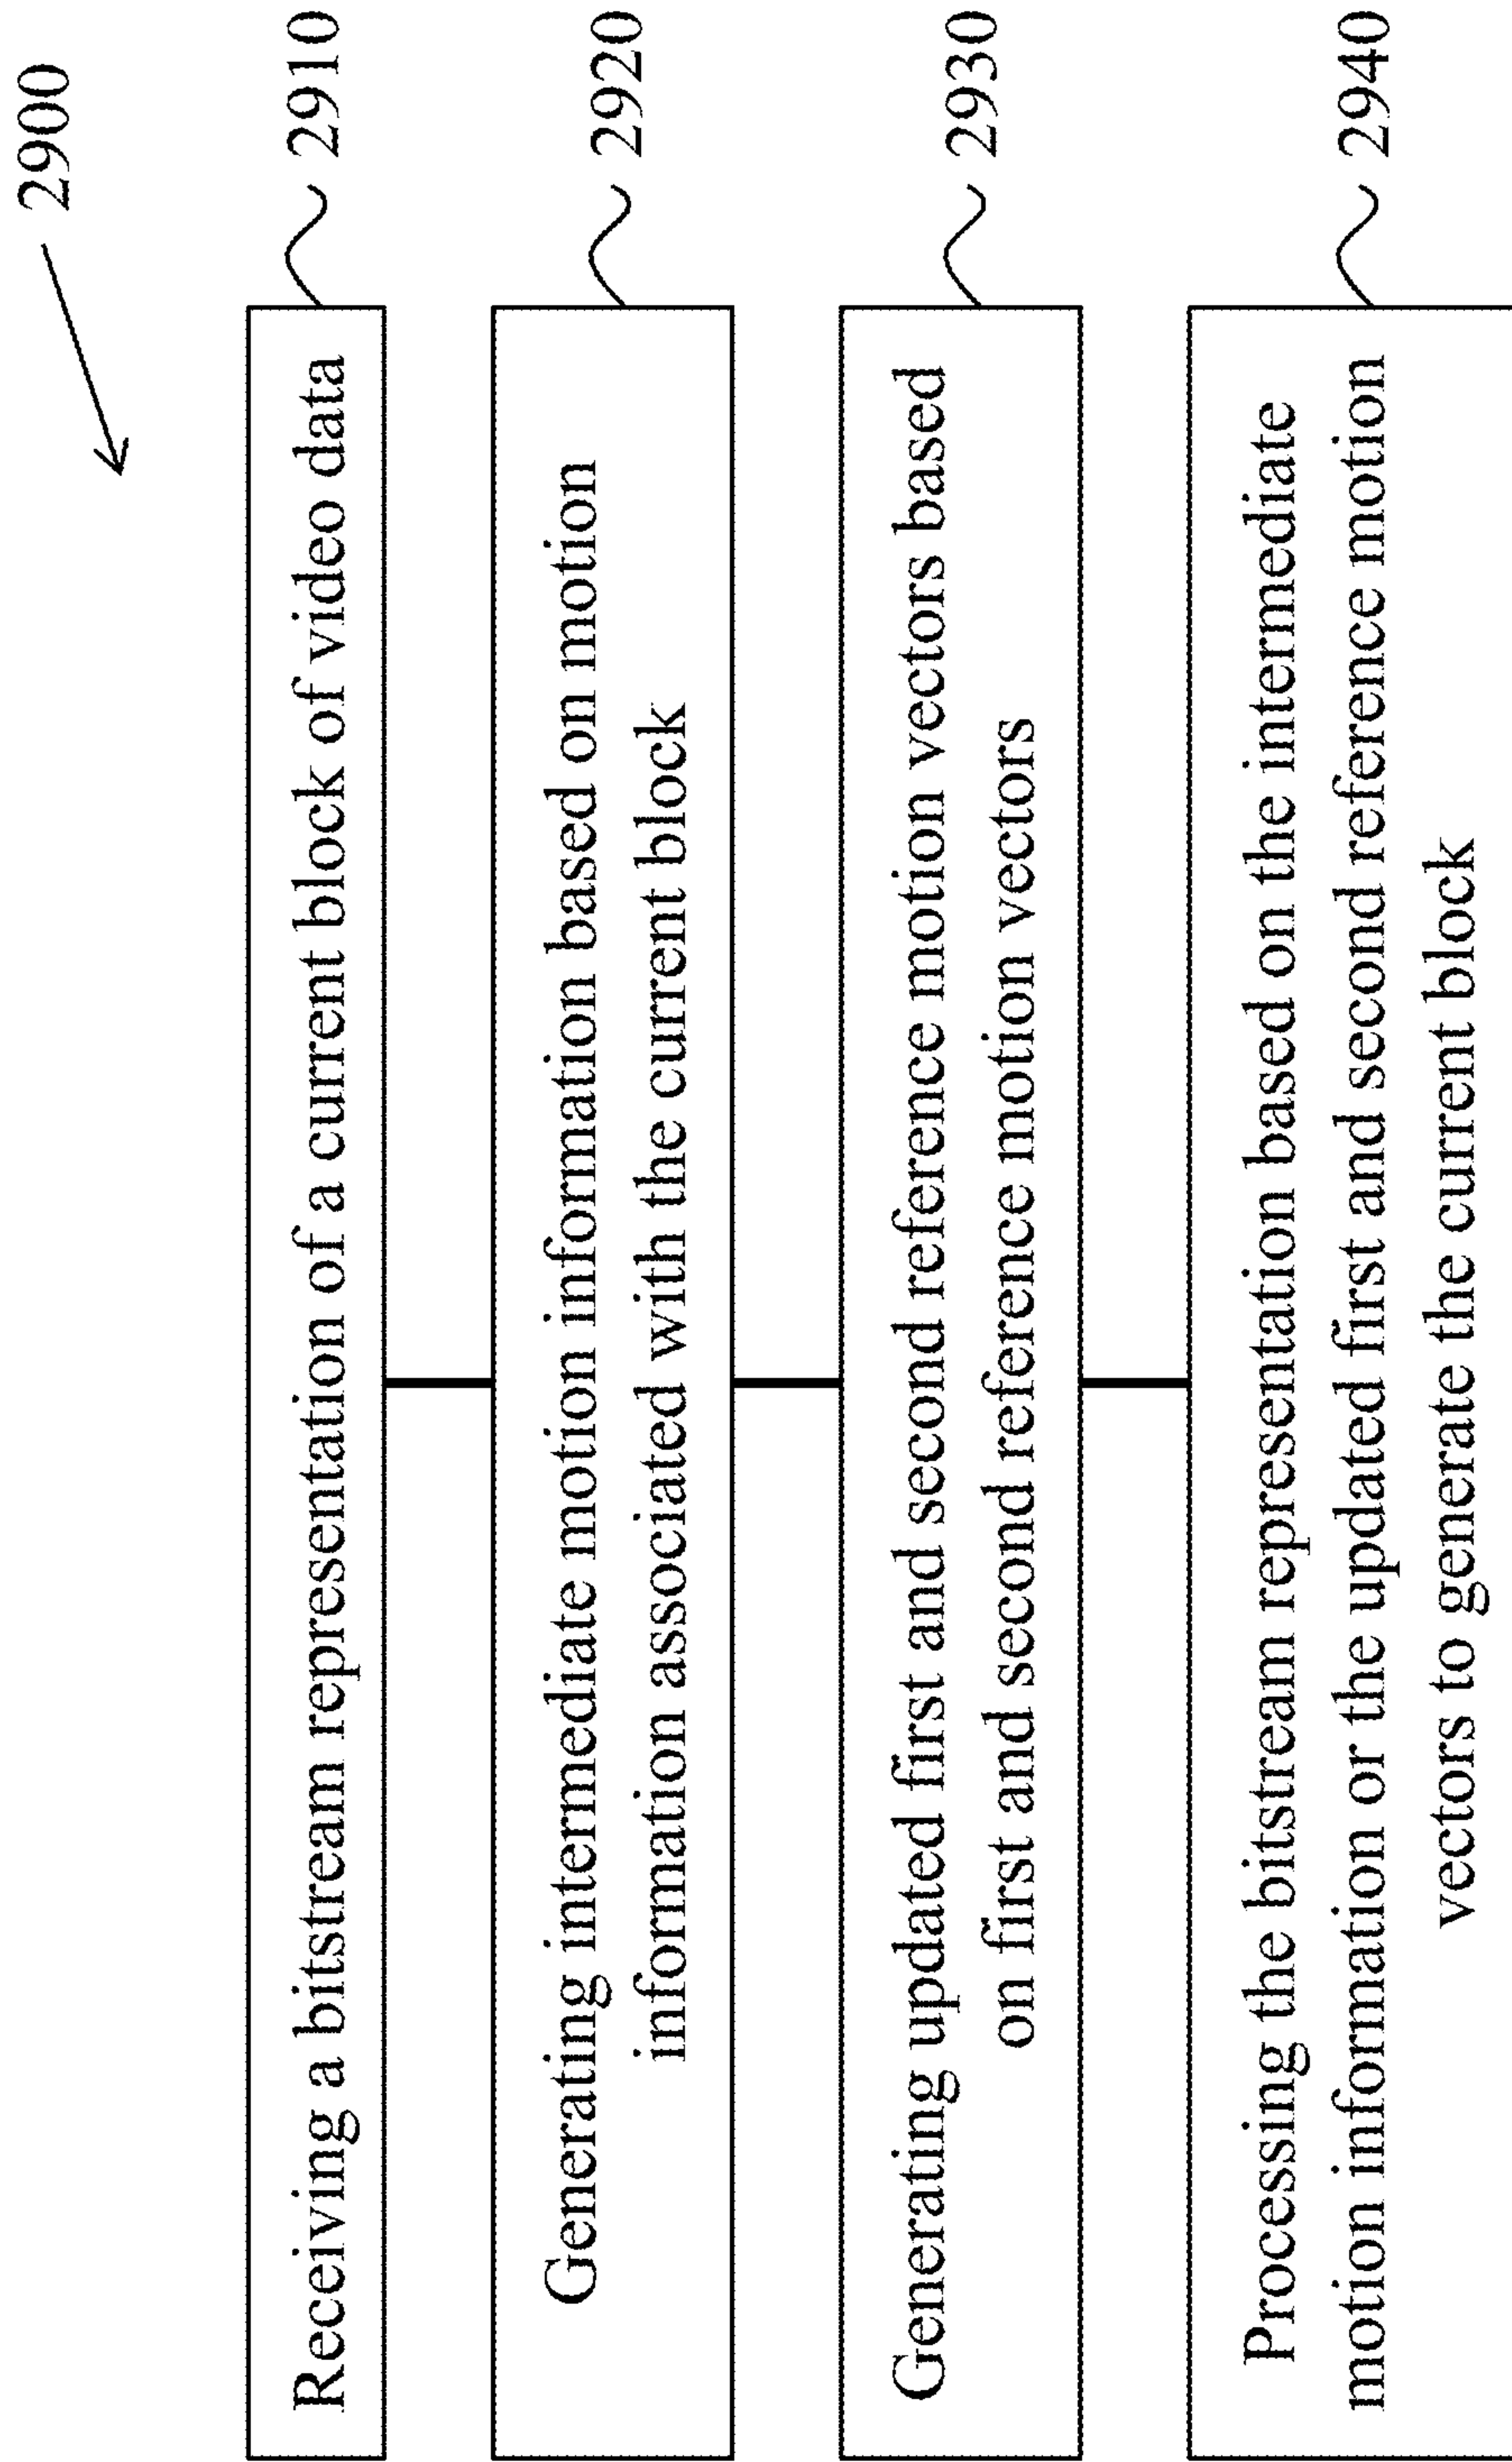 2900
Receiving a bitstream representation of a current block of video data
2910
Generating intermediate motion information based on motion
information associated with the current block
2920
Generating updated first and second reference motion vectors based
on first and second reference motion vectors
2930
Processing the bitstream representation based on the intermediate
motion information or the updated first and second reference motion
vectors to generate the current block
2940